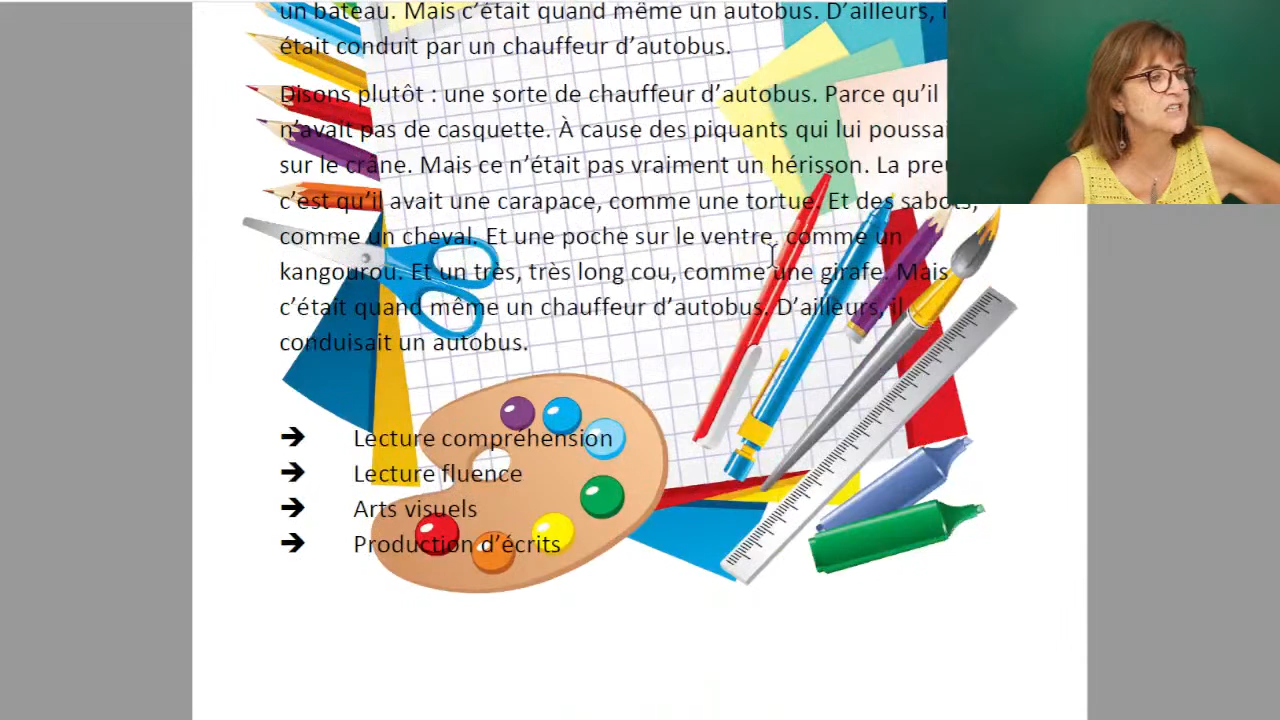 un bateau. Mais c'était quand même un autobus. D'ailleurs,
était conduit par un chauffeur d'autobus.
Disons plutôt : une sorte de chauffeur d'autobus. Parce qu'il
n'avait pas de casquette. À cause des piquants qui lui
sur le crâne. Mais ce n'était pas vraiment un hérisson. La
c'est qu'il avait une carapace, comme une tortue. Et des sabots,
comme un cheval. Et une poche sur le ventre, comme un
kangourou. Et un très, très long cou, comme une girafe. Mais
c'était quand même un chauffeur d'autobus. D'ailleurs, il
conduisait un autobus.
➔ Lecture compréhension
➔ Lecture fluence
➔ Arts visuels
➔ Production d'écrits